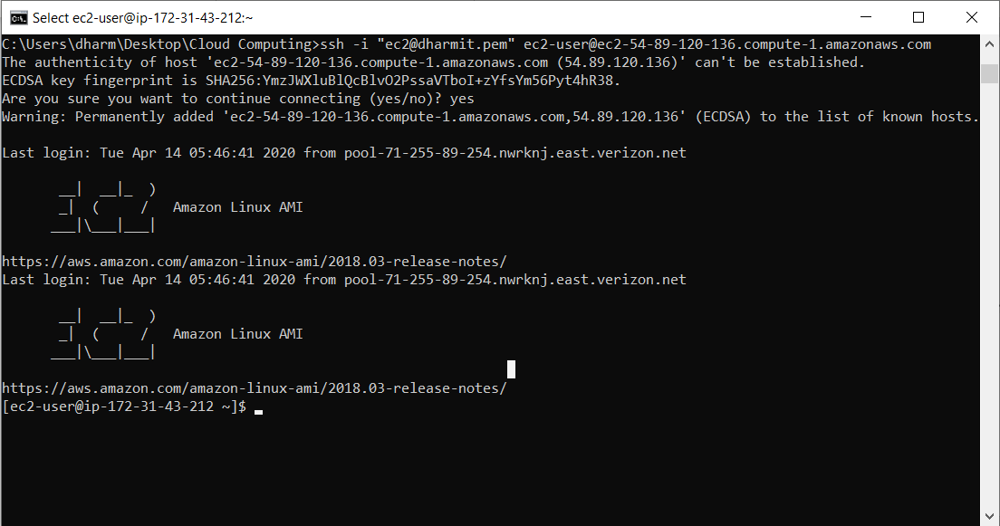 Select ec2-user@ip-172-31-43-212:~
C:\Users\dharm\Desktop\Cloud Computing>ssh -i "ec2@dharmit.pem" ec2-user@ec2-54-89-120-136.compute-1.amazonaws.com
The authenticity of host 'ec2-54-89-120-136.compute-1.amazonaws.com (54.89.120.136)' can't be established.
ECDSA key fingerprint is SHA256:YmzJWXluBlQcBlvO2PssaVTboI+zYfsYm56Pyt4hR38.
Are you sure you want to continue connecting (yes/no)? yes
Warning: Permanently added 'ec2-54-89-120-136.compute-1.amazonaws.com,54.89.120.136' (ECDSA) to the list of known hosts.
Last login: Tue Apr 14 05:46:41 2020 from pool-71-255-89-254.nwrknj.east.verizon.net
       __|  __|_  )
       _|  (     /   Amazon Linux AMI
      ___|\___|___|
https://aws.amazon.com/amazon-linux-ami/2018.03-release-notes/
Last login: Tue Apr 14 05:46:41 2020 from pool-71-255-89-254.nwrknj.east.verizon.net
       __|  __|_  )
       _|  (     /   Amazon Linux AMI
      ___|\___|___|
https://aws.amazon.com/amazon-linux-ami/2018.03-release-notes/
[ec2-user@ip-172-31-43-212 ~]$